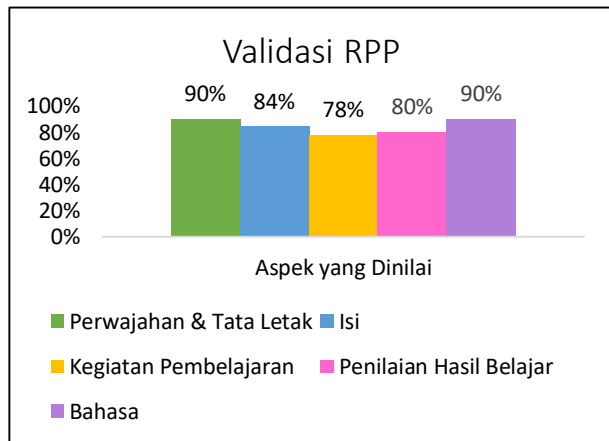 Validasi RPP
90% 84% 78% 80% 90%
100%
80%
60%
40%
20%
0%
Aspek yang Dinilai
Perwajahan & Tata Letak Isi
Kegiatan Pembelajaran Penilaian Hasil Belajar
Bahasa